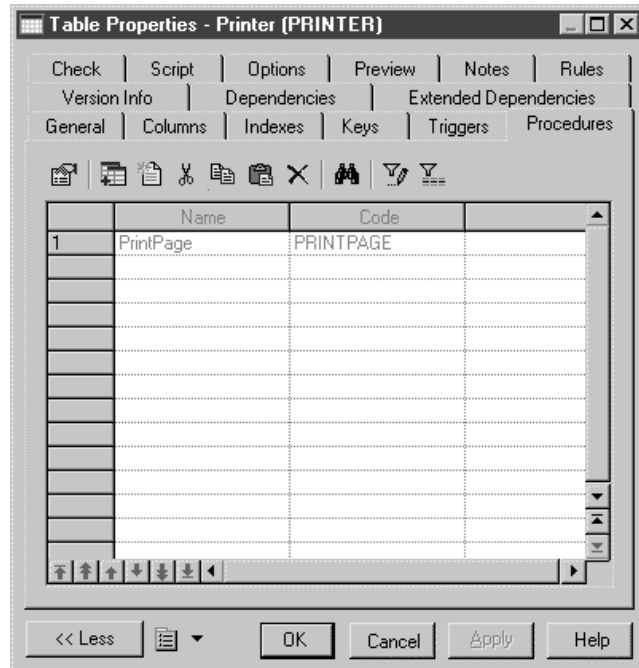 Table Properties - Printer (PRINTER)
Check Script Options Preview Notes Rules
Version Info Dependencies Extended Dependencies
General Columns Indexes Keys Triggers Procedures
Name Code
1 PrintPage PRINTPAGE
<< Less OK Cancel Apply Help